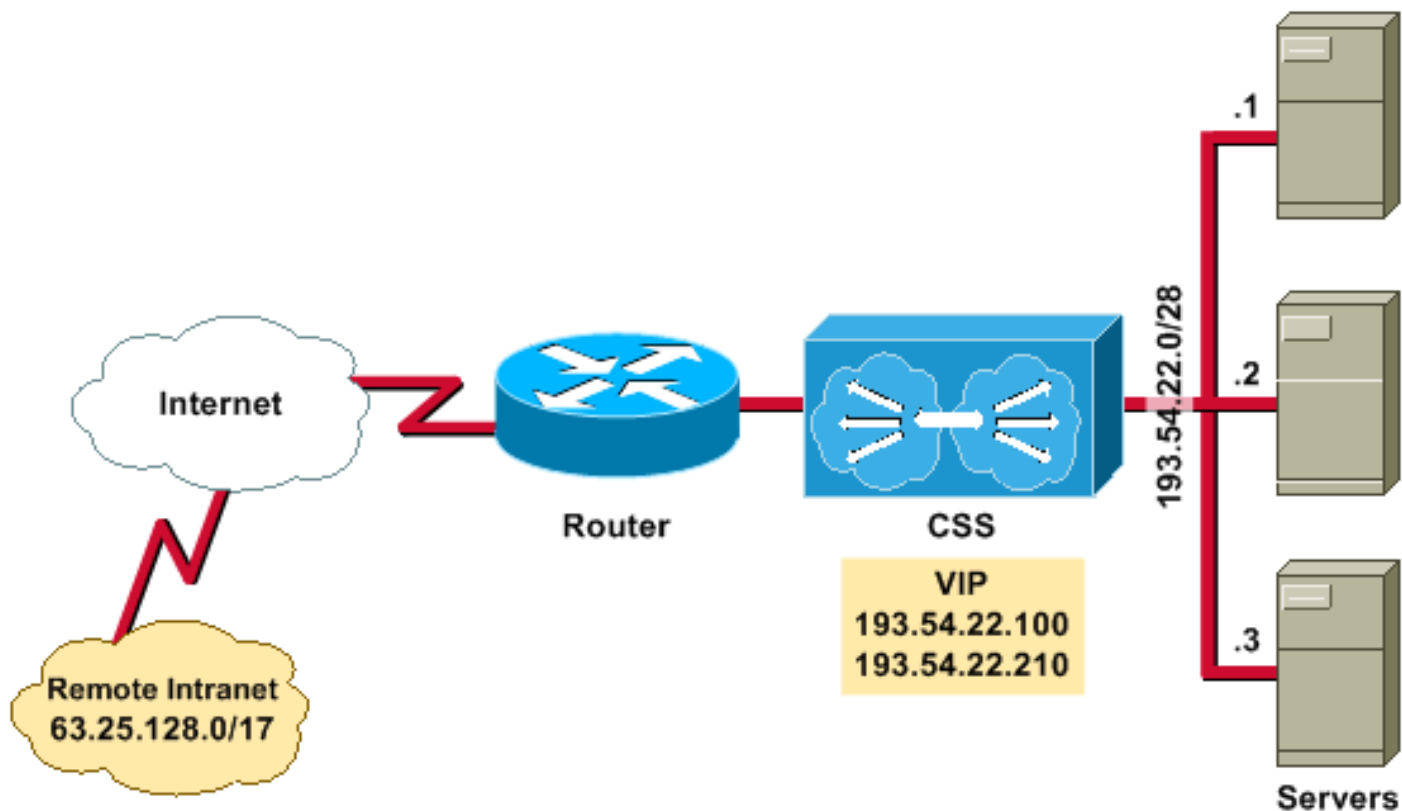 .1
193.54.22.0/28
.2
Internet
Router
CSS
VIP
193.54.22.100
193.54.22.210
.3
Remote Intranet
63.25.128.0/17
Servers